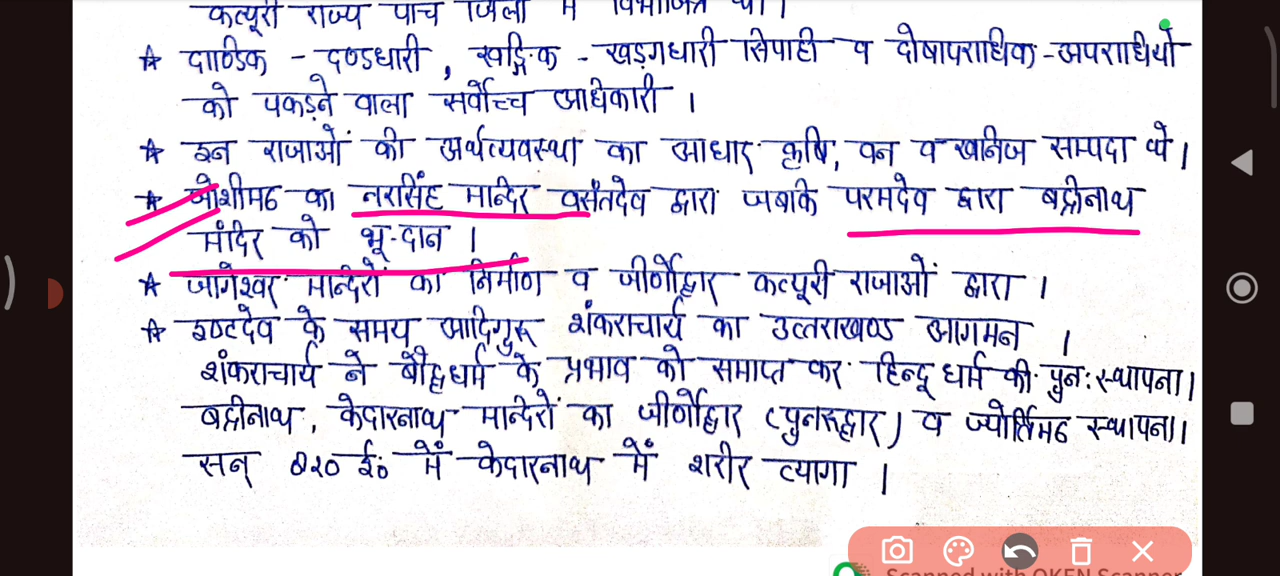 कत्यूरी राज्य पांच जिलों में विभाजित था।
☆ दाण्डिक - दण्डधारी, खड्गिक - खड़गधारी सिपाही व दोषापराधिक - अपराधियों
को पकड़ने वाला सर्वोच्च अधिकारी।
☆ इन राजाओं की अर्थव्यवस्था का आधार कृषि, वन व खनिज सम्पदा थे।
☆ जोशीमठ का नरसिंह मन्दिर वसंतदेव द्वारा जबकि परमदेव द्वारा बद्रीनाथ
मंदिर को भू-दान।
☆ जागेश्वर मन्दिरों का निर्माण व जीर्णोद्वार कत्यूरी राजाओं द्वारा।
☆ इष्टदेव के समय आदिगुरू शंकराचार्य का उत्तराखण्ड आगमन।
शंकराचार्य ने बौद्धधर्म के प्रभाव को समाप्त कर हिन्दू धर्म की पुनः स्थापना।
बद्रीनाथ, केदारनाथ मन्दिरों का जीर्णोद्वार (पुनरूद्वार) व ज्योर्तिमठ स्थापना।
सन् ८२० ई० में केदारनाथ में शरीर त्यागा।
Scanned with OKEN Scanner